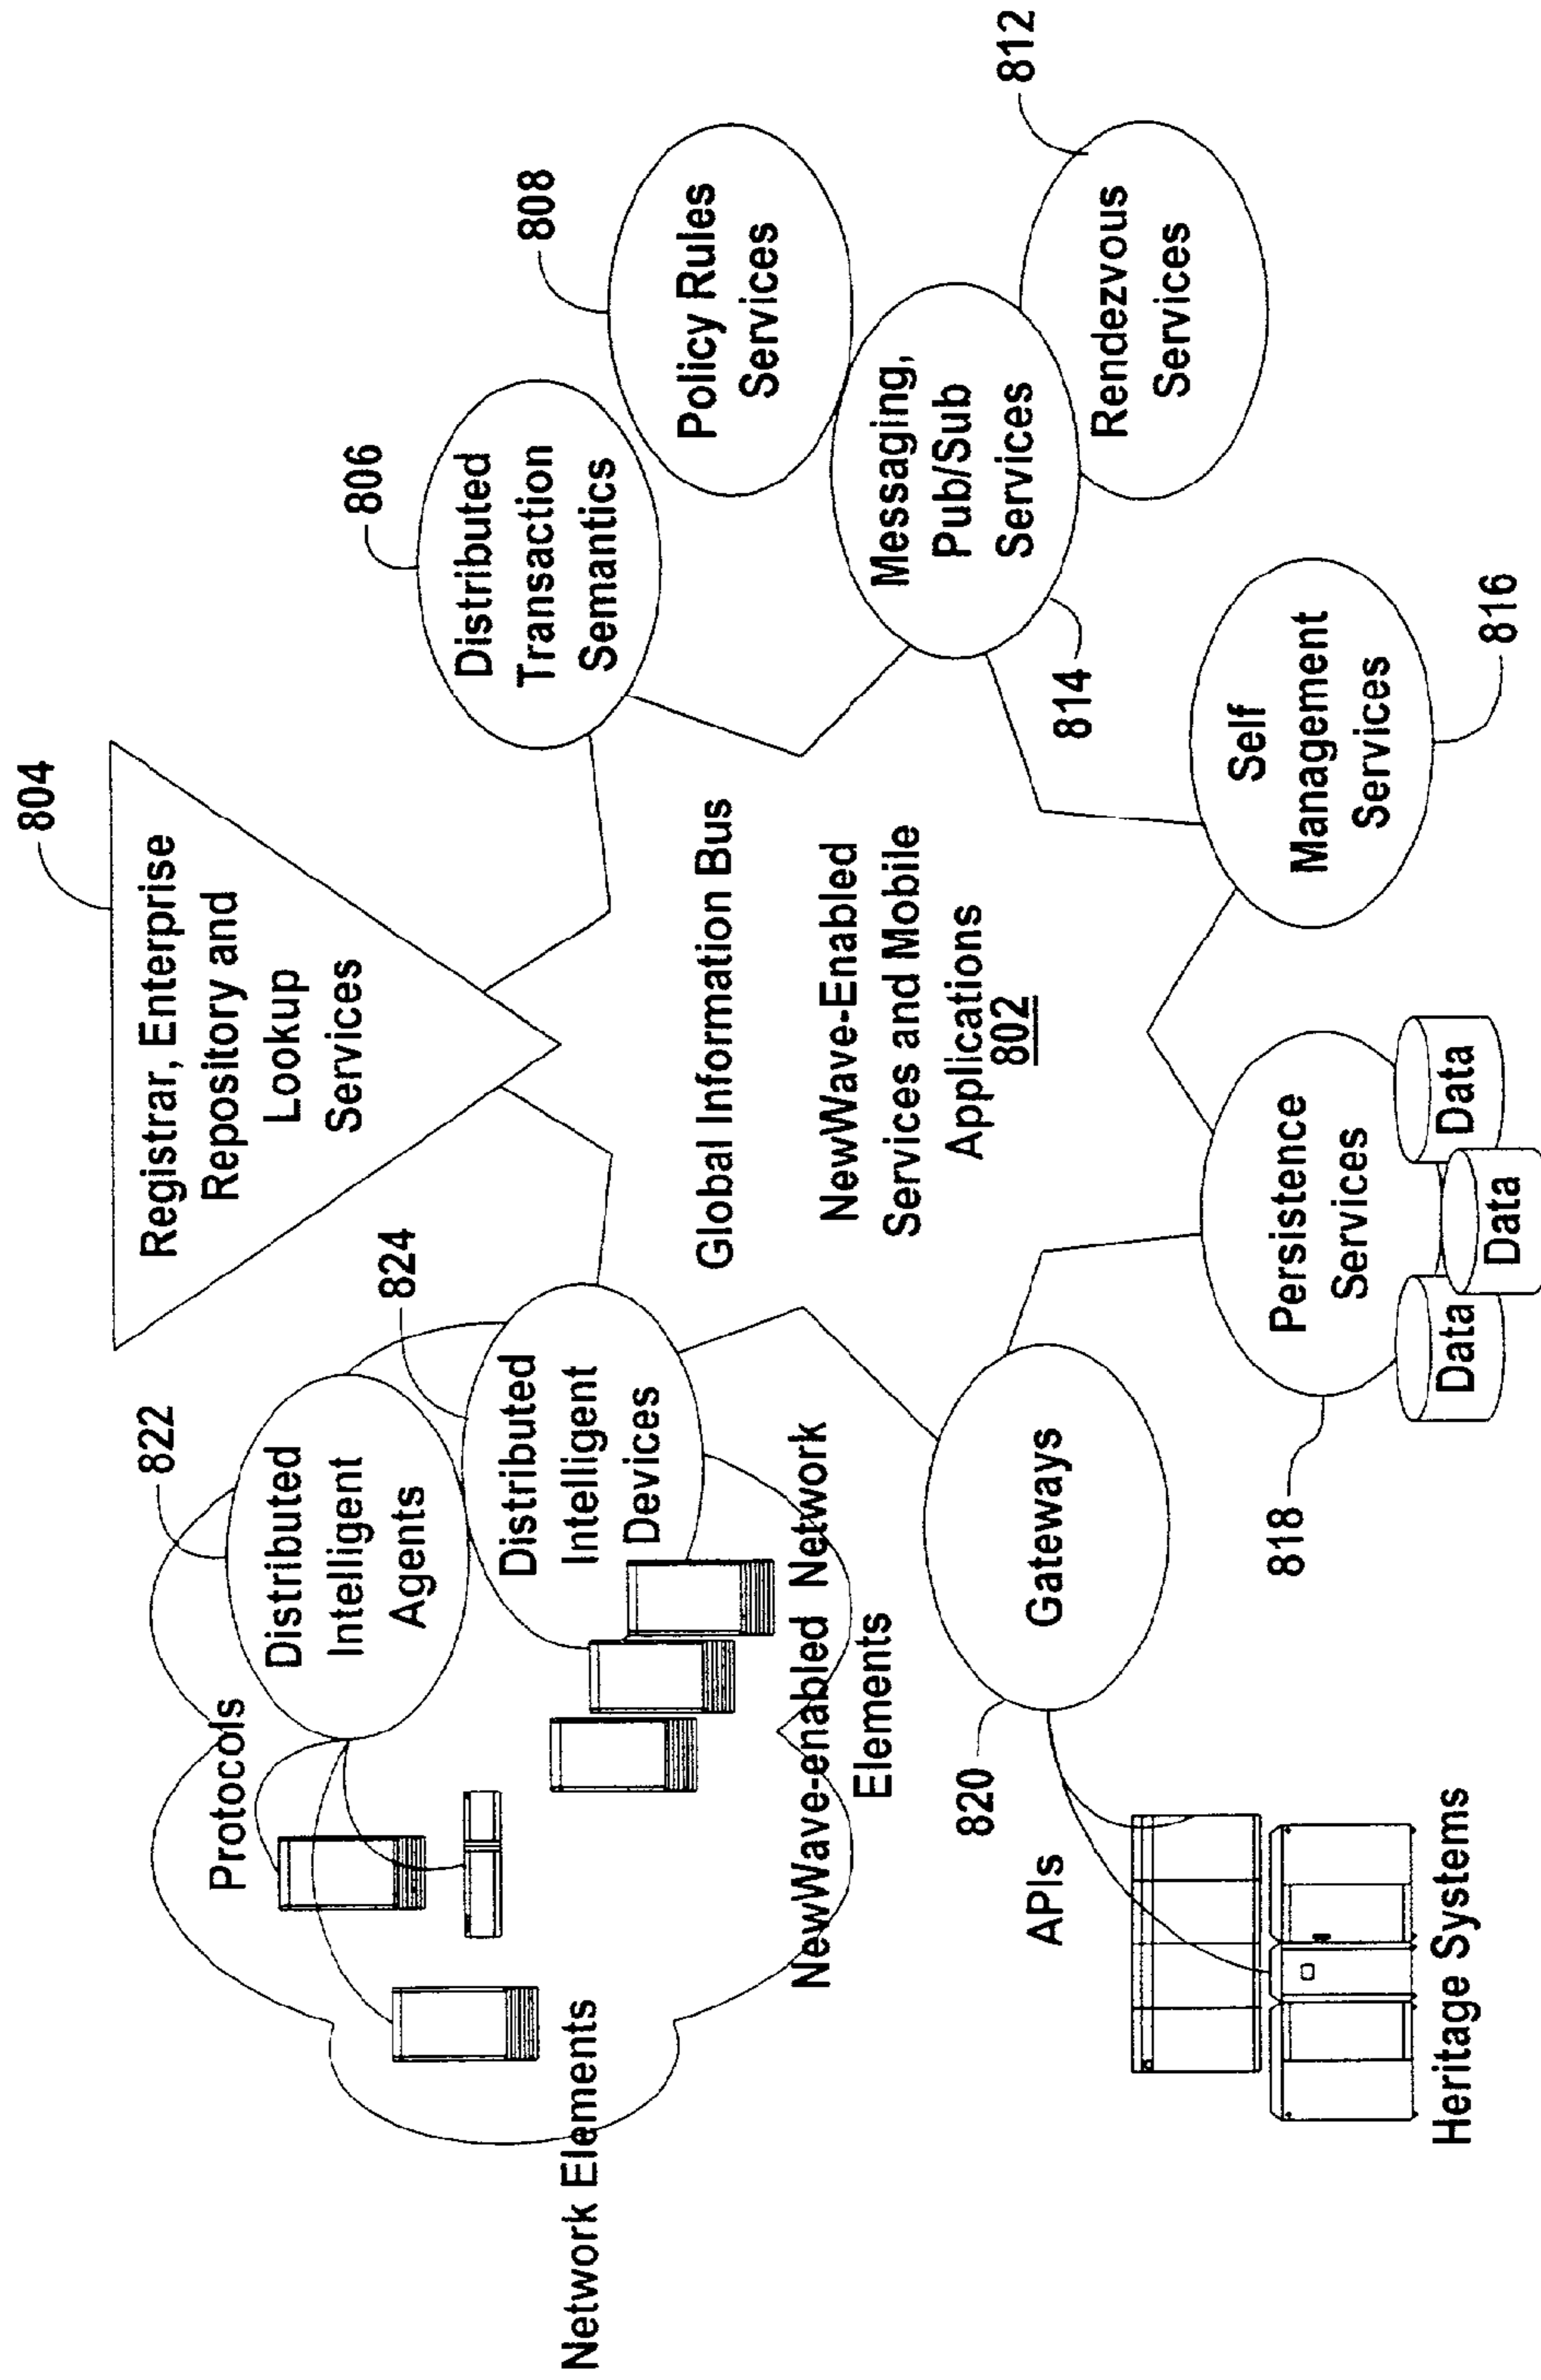 804
Registrar, Enterprise
Repository and
Lookup
Services
806
Distributed
Transaction
Semantics
808
Policy Rules
Services
812
Rendezvous
Services
Messaging,
Pub/Sub
Services
814
Self
Management
Services
816
Global Information Bus
NewWave-Enabled
Services and Mobile
Applications
802
822
Distributed
Intelligent
Agents
824
Distributed
Intelligent
Devices
Protocols
Network Elements
NewWave-enabled Network
Elements
Gateways
820
APIs
Heritage Systems
Persistence
Services
818
Data
Data
Data